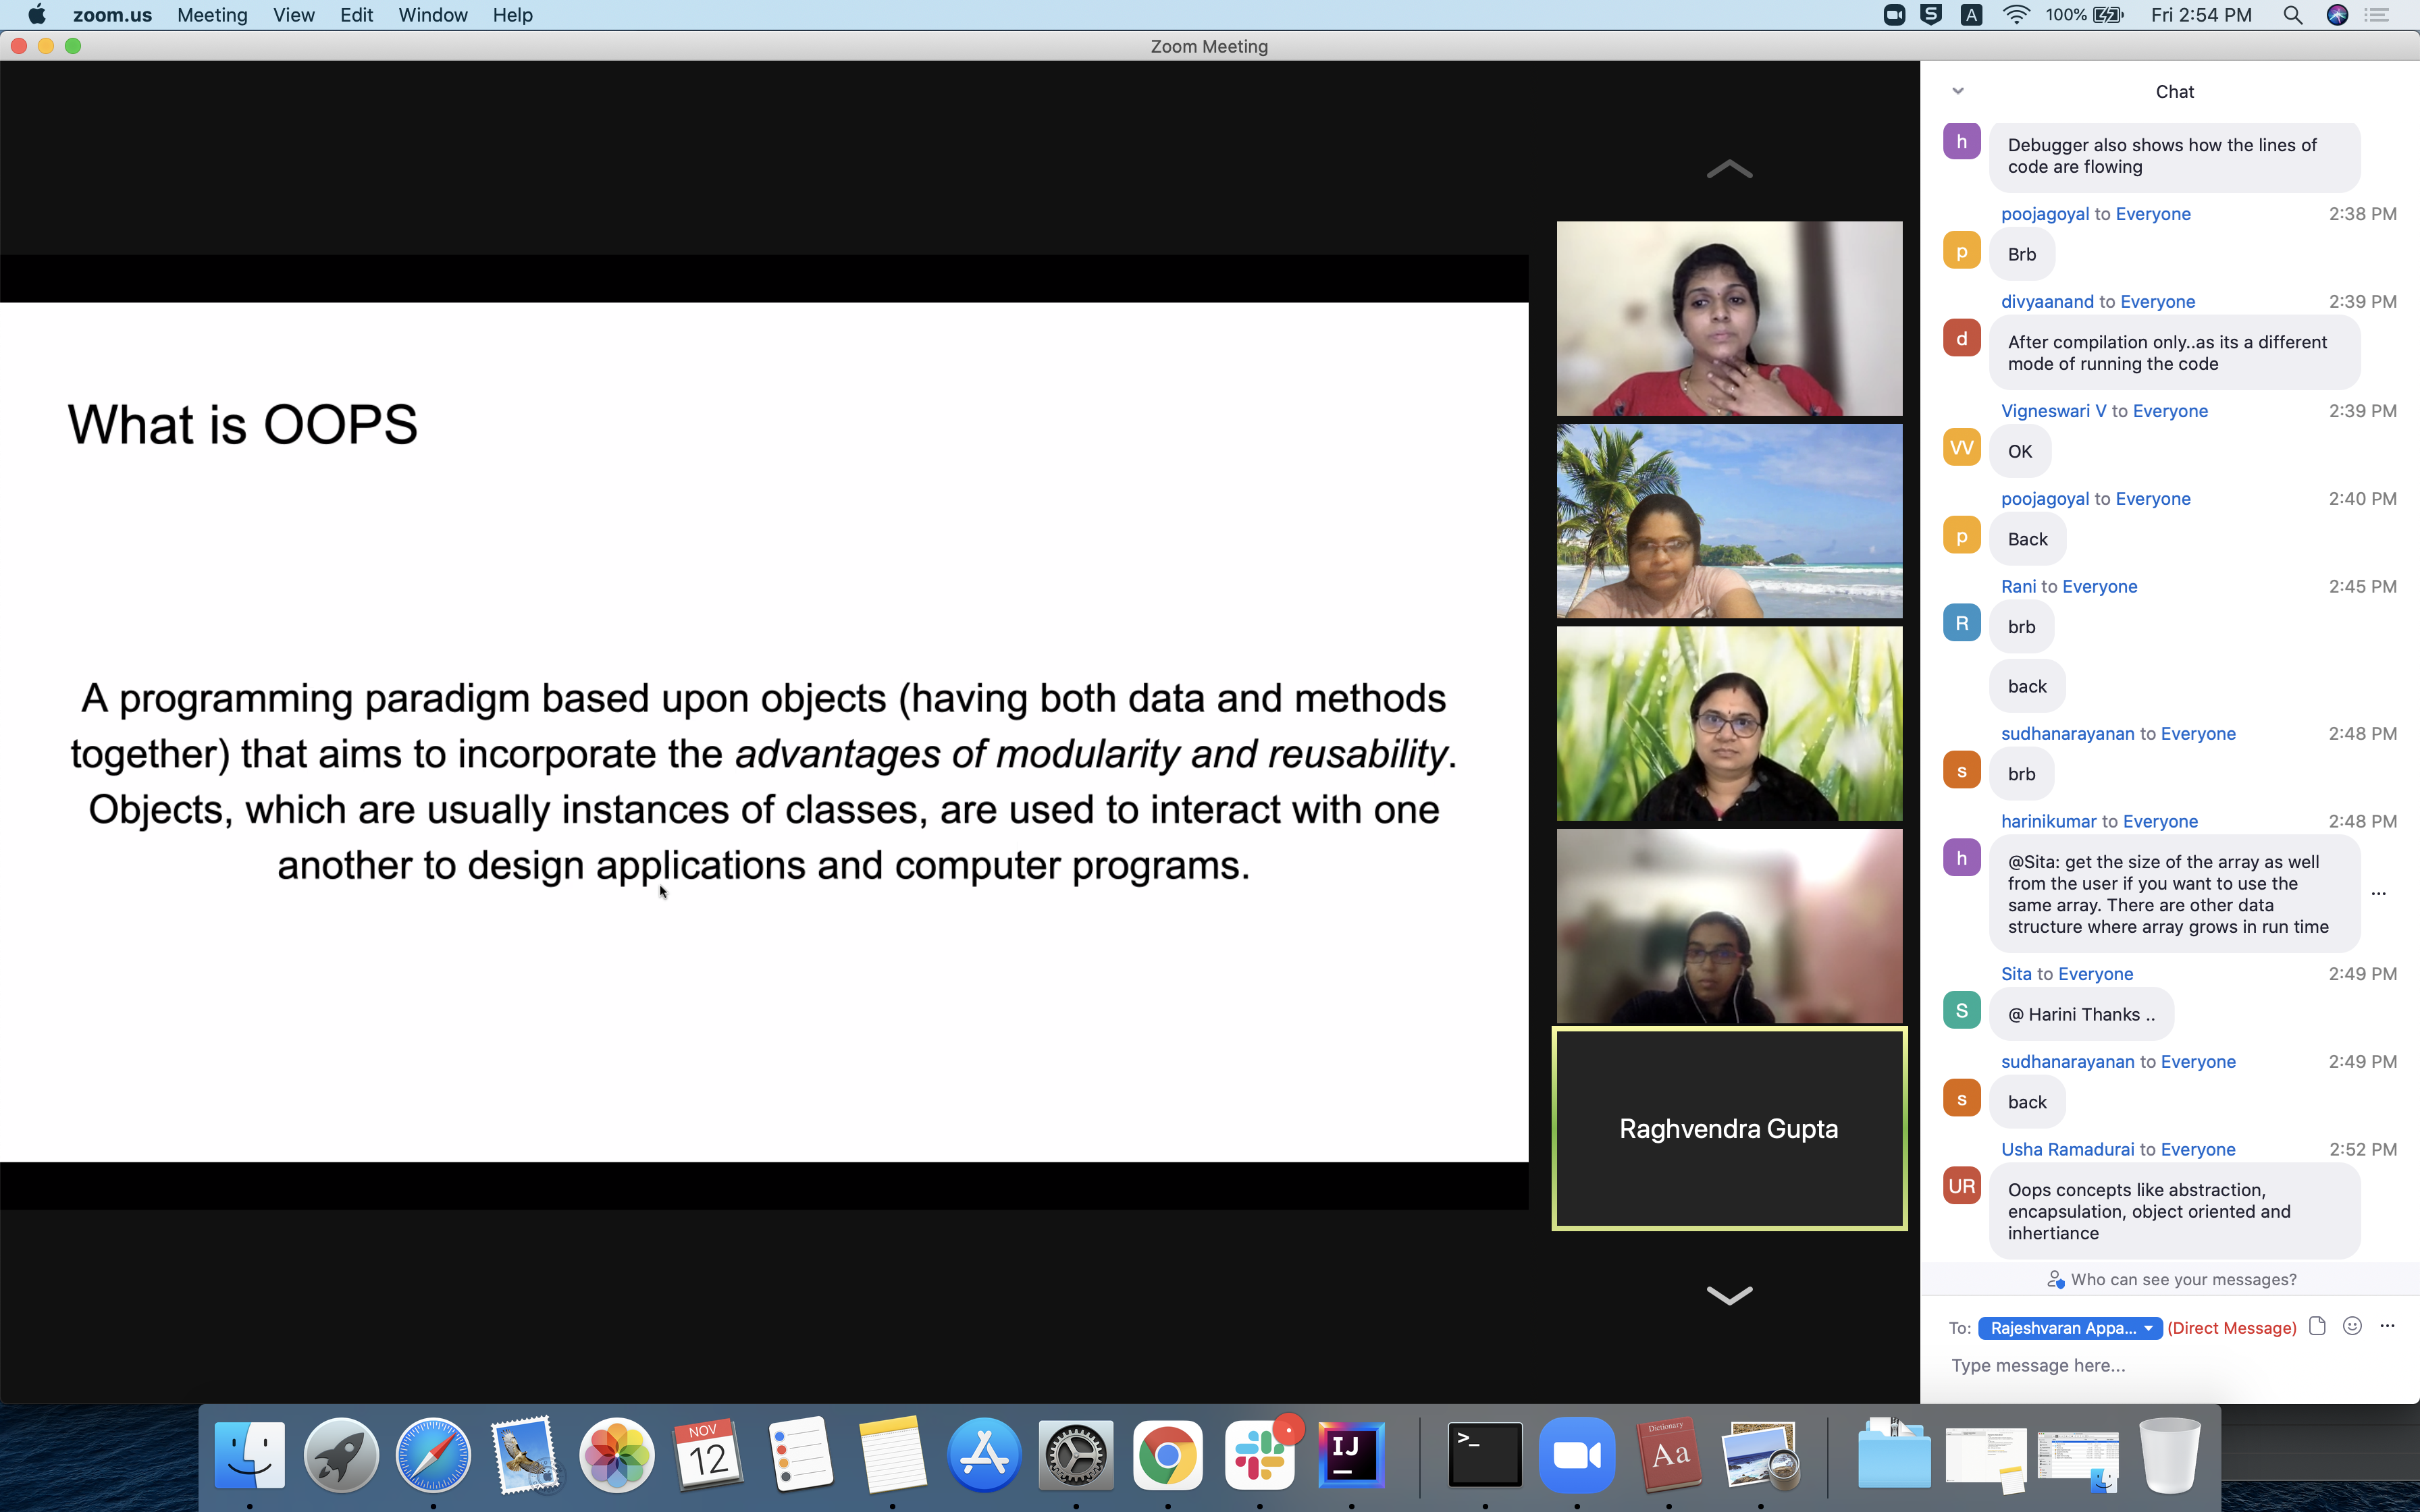 zoom.us Meeting View Edit Window Help
S A 100% Fri 2:54 PM
Zoom Meeting
What is OOPS
A programming paradigm based upon objects (having both data and methods
together) that aims to incorporate the advantages of modularity and reusability.
Objects, which are usually instances of classes, are used to interact with one
another to design applications and computer programs.
Raghvendra Gupta
Chat
h
Debugger also shows how the lines of
code are flowing
poojagoyal to Everyone 2:38 PM
p
Brb
divyaanand to Everyone 2:39 PM
d
After compilation only..as its a different
mode of running the code
Vigneswari V to Everyone 2:39 PM
VV
OK
poojagoyal to Everyone 2:40 PM
p
Back
Rani to Everyone 2:45 PM
R
brb
back
sudhanarayanan to Everyone 2:48 PM
s
brb
harinikumar to Everyone 2:48 PM
h
@Sita: get the size of the array as well
from the user if you want to use the
same array. There are other data
structure where array grows in run time
...
Sita to Everyone 2:49 PM
S
@ Harini Thanks ..
sudhanarayanan to Everyone 2:49 PM
s
back
Usha Ramadurai to Everyone 2:52 PM
UR
Oops concepts like abstraction,
encapsulation, object oriented and
inhertiance
Who can see your messages?
To: Rajeshvaran Appa... (Direct Message) ...
Type message here...
NOV
12
IJ
>_
Dictionary
Aa